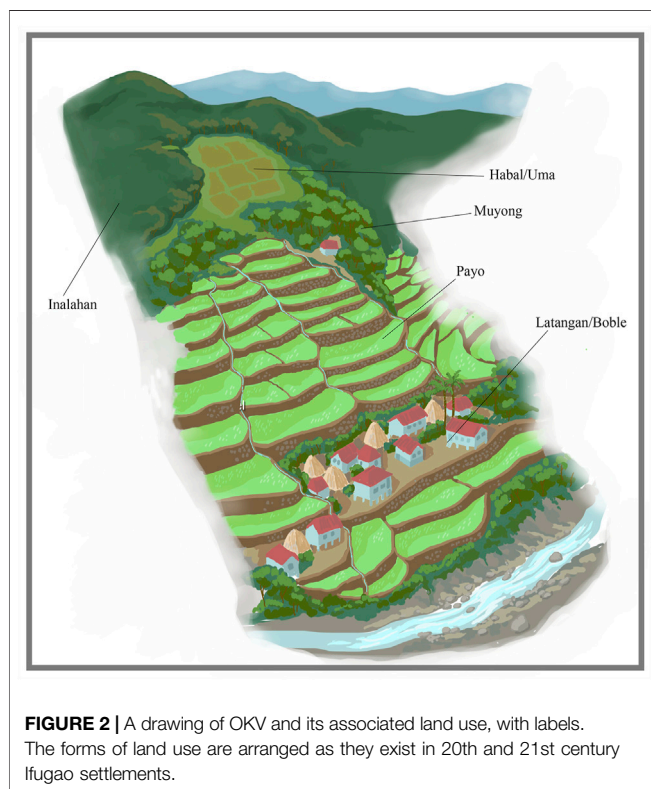 Habal/Uma
Muyong
Payo
Inalahan
Latangan/Boble
FIGURE 2 | A drawing of OKV and its associated land use, with labels.
The forms of land use are arranged as they exist in 20th and 21st century
Ifugao settlements.